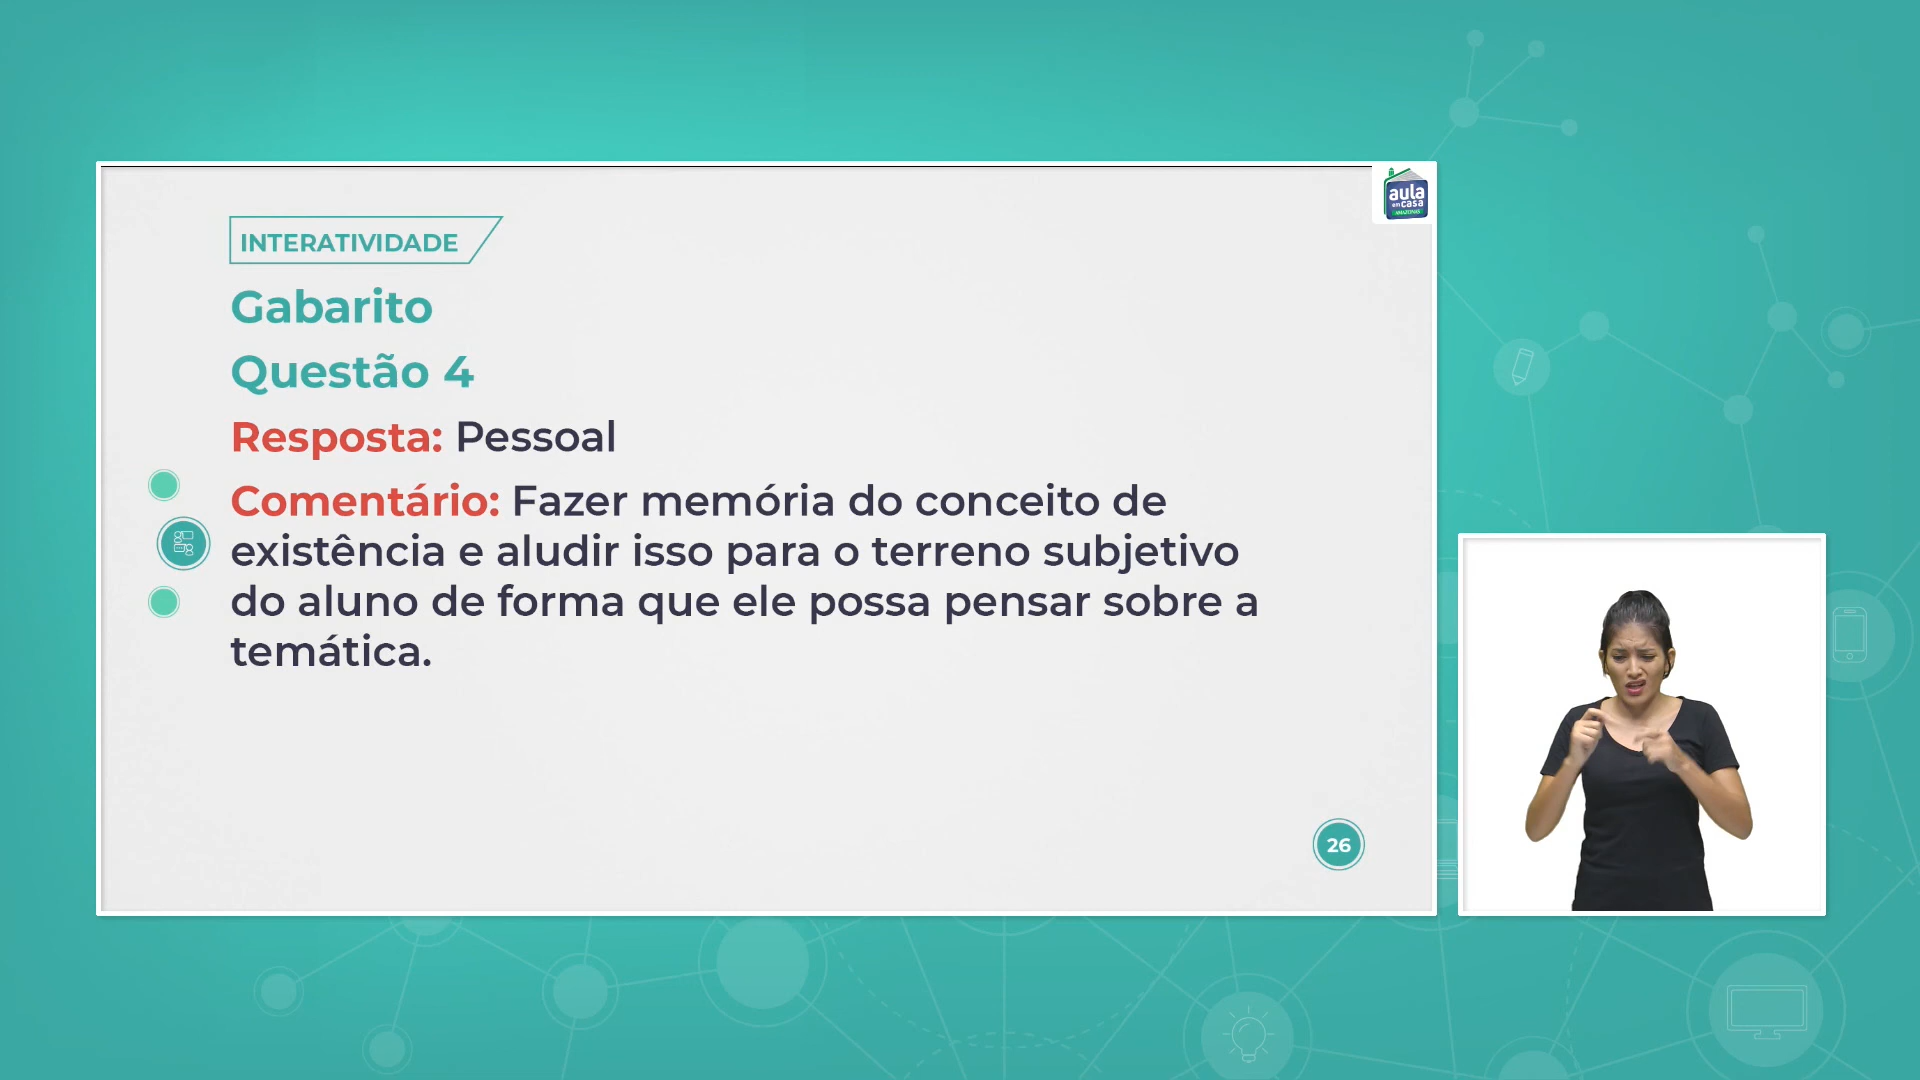 aula
em casa
AMAZONAS
INTERATIVIDADE
Gabarito
Questão 4
Resposta: Pessoal
Comentário: Fazer memória do conceito de
existência e aludir isso para o terreno subjetivo
do aluno de forma que ele possa pensar sobre a
temática.
26